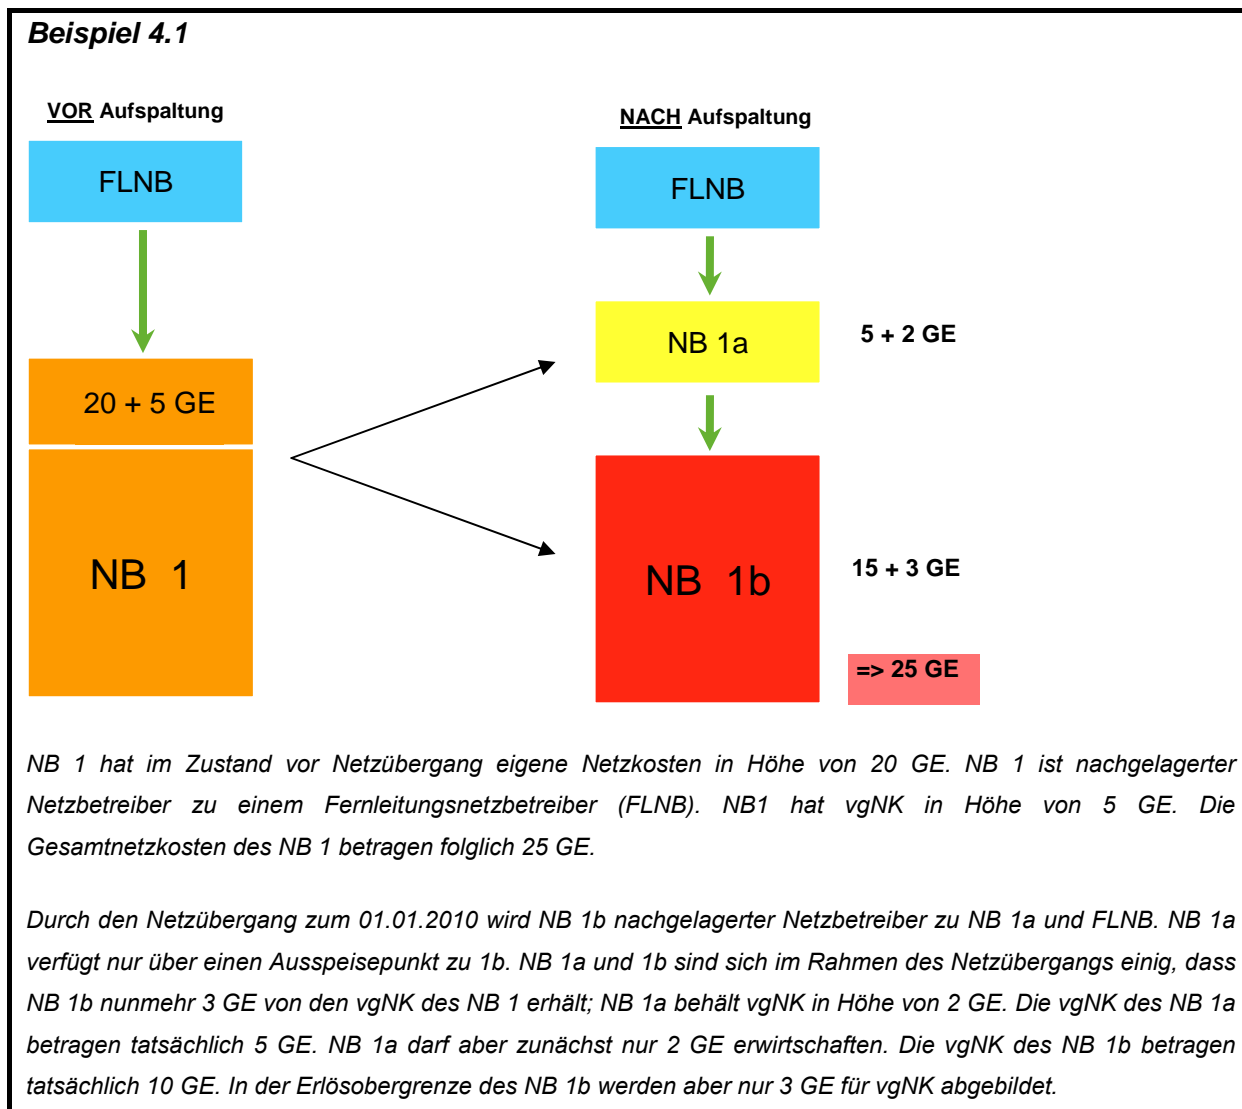 Beispiel 4.1
VOR Aufspaltung
NACH Aufspaltung
FLNB
FLNB
NB 1a
5 + 2 GE
20 + 5 GE
NB 1
NB 1b
15 + 3 GE
=> 25 GE
NB 1 hat im Zustand vor Netzübergang eigene Netzkosten in Höhe von 20 GE. NB 1 ist nachgelagerter
Netzbetreiber zu einem Fernleitungsnetzbetreiber (FLNB). NB1 hat vgNK in Höhe von 5 GE. Die
Gesamtnetzkosten des NB 1 betragen folglich 25 GE.
Durch den Netzübergang zum 01.01.2010 wird NB 1b nachgelagerter Netzbetreiber zu NB 1a und FLNB. NB 1a
verfügt nur über einen Ausspeisepunkt zu 1b. NB 1a und 1b sind sich im Rahmen des Netzübergangs einig, dass
NB 1b nunmehr 3 GE von den vgNK des NB 1 erhält; NB 1a behält vgNK in Höhe von 2 GE. Die vgNK des NB 1a
betragen tatsächlich 5 GE. NB 1a darf aber zunächst nur 2 GE erwirtschaften. Die vgNK des NB 1b betragen
tatsächlich 10 GE. In der Erlösobergrenze des NB 1b werden aber nur 3 GE für vgNK abgebildet.